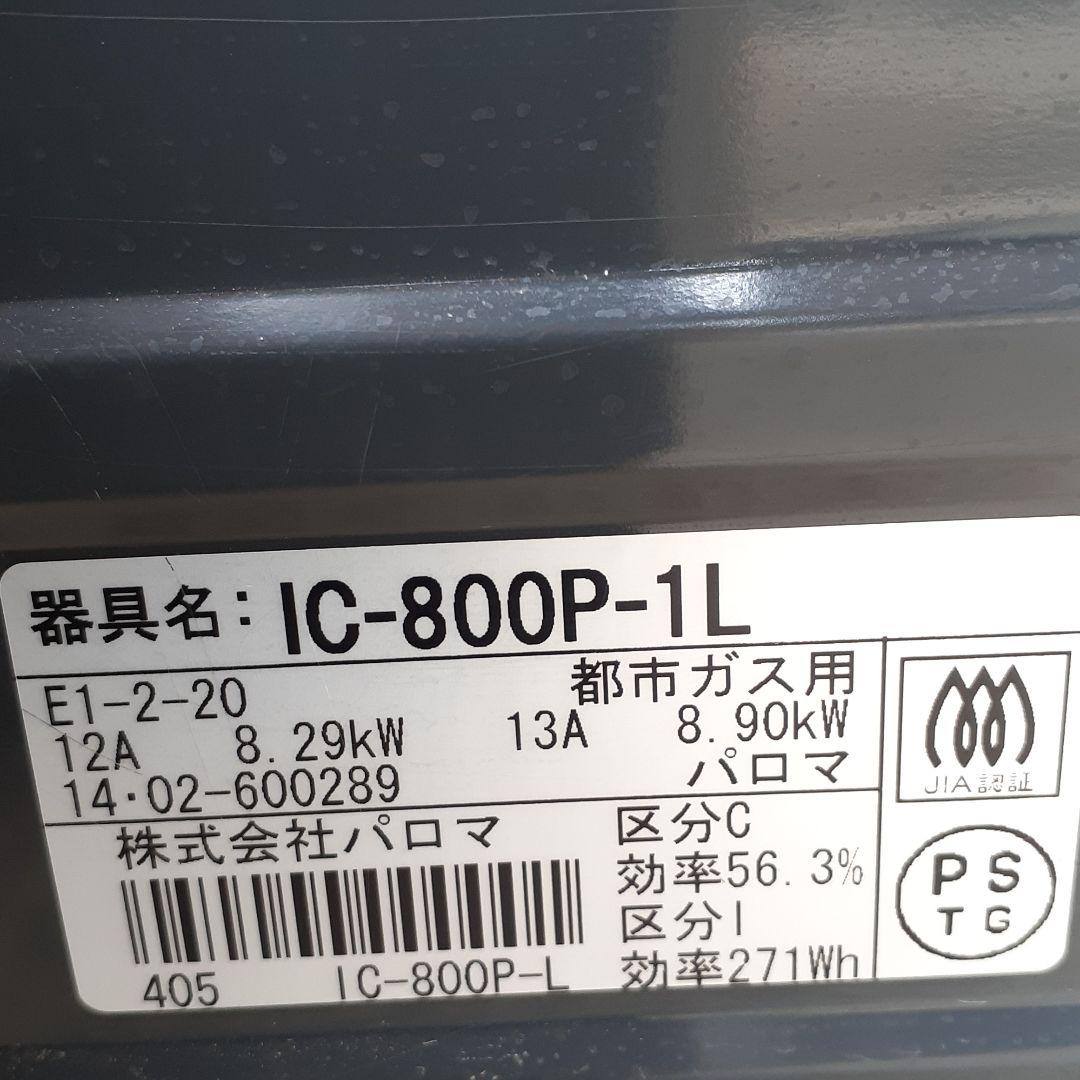 器具名: IC-800P-1L
E1-2-20 都市ガス用
12A 8.29kW 13A 8.90kW
14・02-600289 パロマ
株式会社パロマ
405 IC-800P-L
区分C
効率56.3%
区分I
効率271Wh
JIA認証
PS
TG